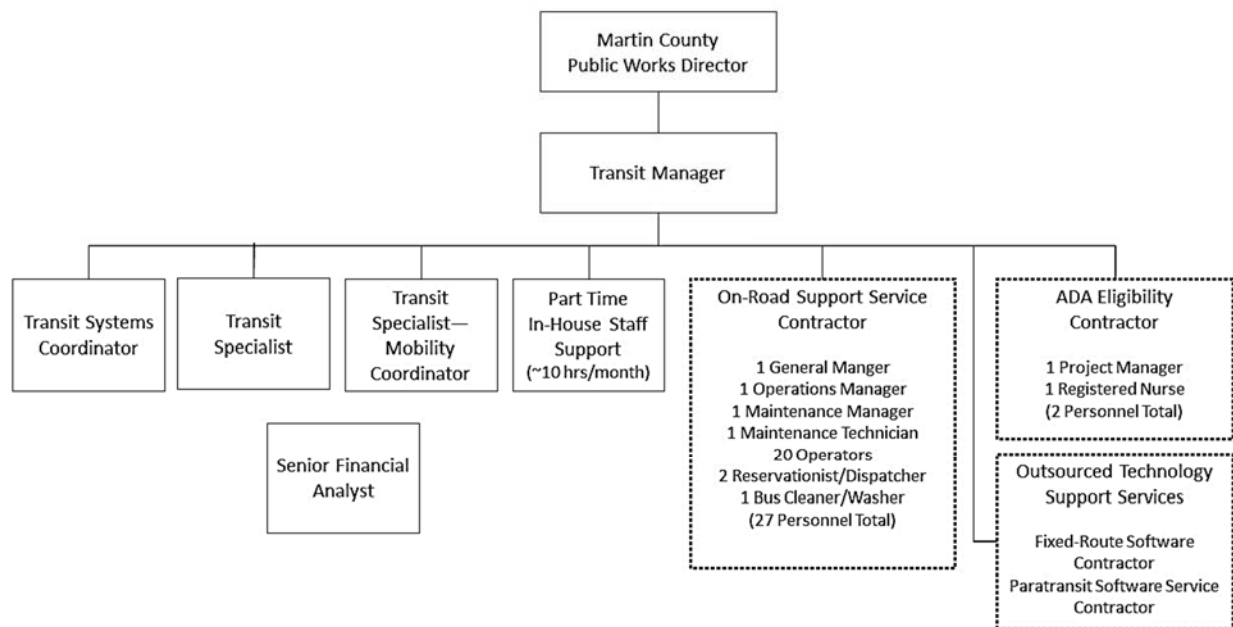 Martin County
Public Works Director
Transit Manager
Transit Systems
Coordinator
Transit
Specialist
Transit
Specialist—
Mobility
Coordinator
Part Time
In-House Staff
Support
(~10 hrs/month)
On-Road Support Service
Contractor
1 General Manger
1 Operations Manager
1 Maintenance Manager
1 Maintenance Technician
20 Operators
2 Reservationist/Dispatcher
1 Bus Cleaner/Washer
(27 Personnel Total)
ADA Eligibility
Contractor
1 Project Manager
1 Registered Nurse
(2 Personnel Total)
Senior Financial
Analyst
Outsourced Technology
Support Services
Fixed-Route Software
Contractor
Paratransit Software Service
Contractor